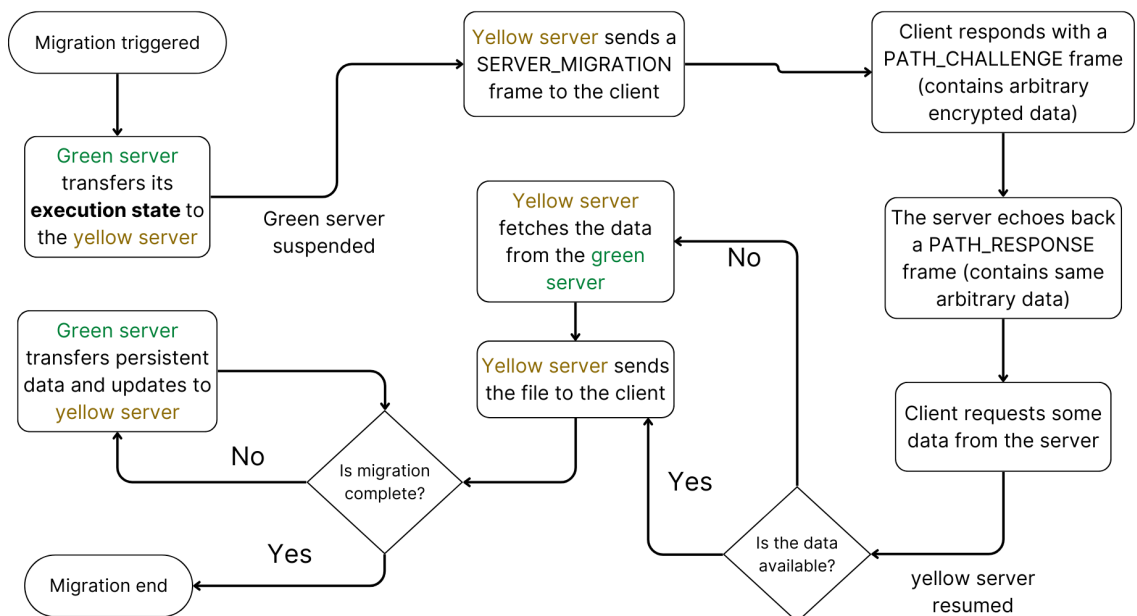 Migration triggered
Green server
transfers its
execution state to
the yellow server
Green server
suspended
Yellow server sends a
SERVER_MIGRATION
frame to the client
Client responds with a
PATH_CHALLENGE frame
(contains arbitrary
encrypted data)
The server echoes back
a PATH_RESPONSE
frame (contains same
arbitrary data)
Client requests some
data from the server
yellow server
resumed
Is the data
available?
No
Yes
Yellow server
fetches the data
from the green
server
Yellow server sends
the file to the client
Is migration
complete?
No
Green server
transfers persistent
data and updates to
yellow server
Yes
Migration end